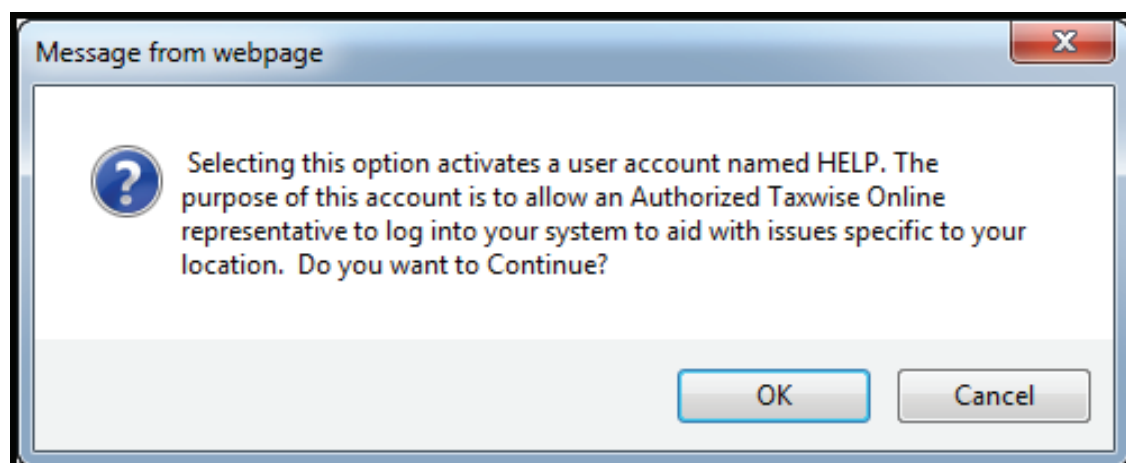 Message from webpage
x
?
Selecting this option activates a user account named HELP. The
purpose of this account is to allow an Authorized Taxwise Online
representative to log into your system to aid with issues specific to your
location.  Do you want to Continue?
OK
Cancel